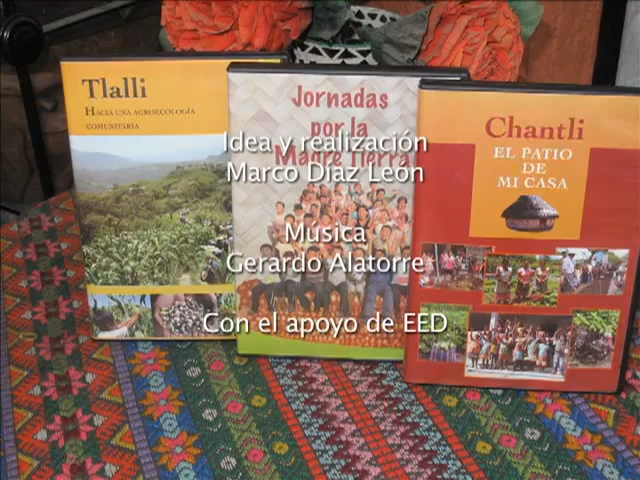 Tlalli
HACIA UNA AGROECOLOGÍA
COMUNITARIA
Jornadas
por la
Madre Tierra
Chantli
EL PATIO
DE
MI CASA
Idea y realización
Marco Díaz León
Música
Gerardo Alatorre
Con el apoyo de EED